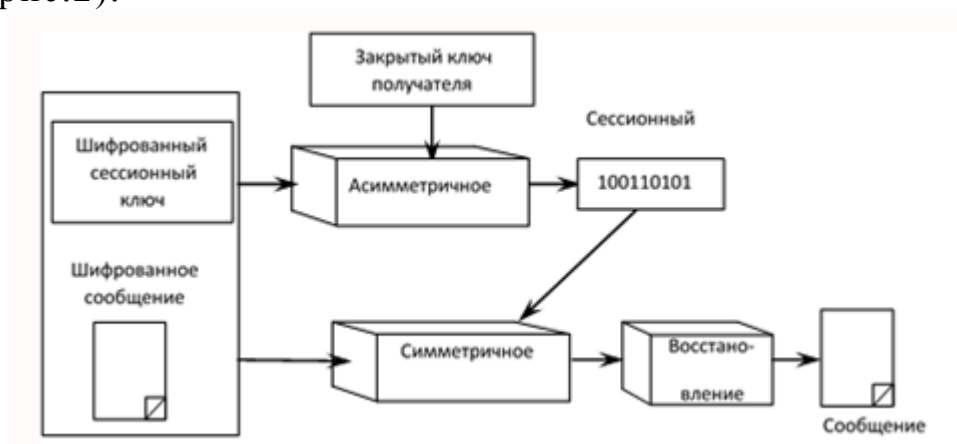 рис.2).
Закрытый ключ
получателя
Сессионный
Шифрованный
сессионный
ключ
Асимметричное
100110101
Шифрованное
сообщение
Симметричное
Восстано-
вление
Сообщение